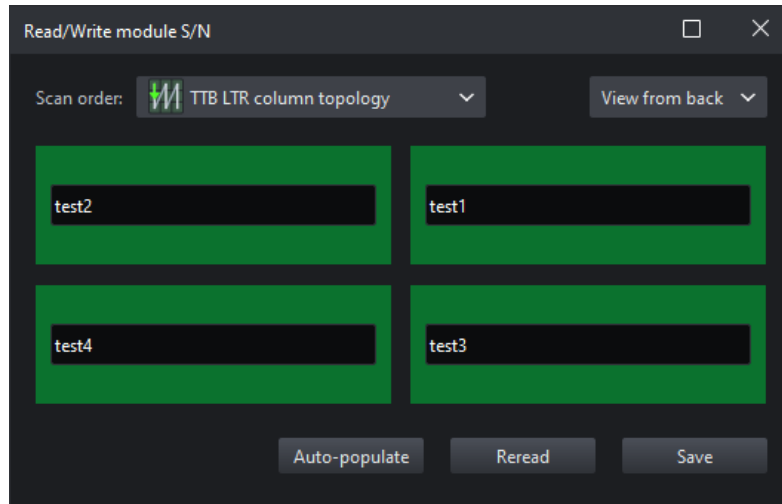 Read/Write module S/N
Scan order: TTB LTR column topology View from back
test2 test1
test4 test3
Auto-populate Reread Save